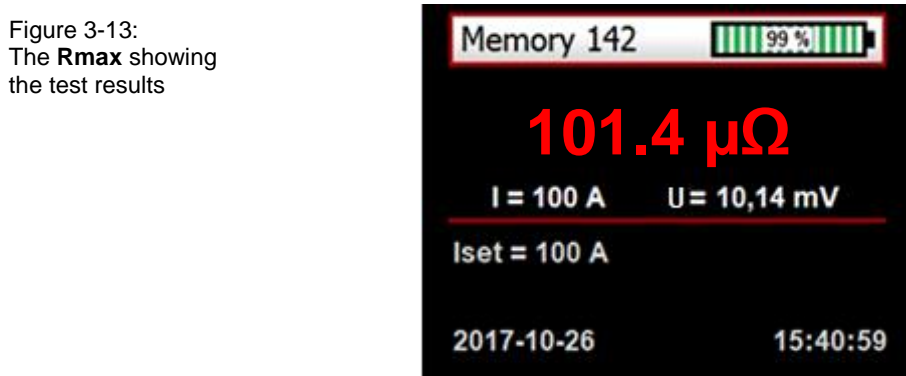 Figure 3-13:
The Rmax showing
the test results
Memory 142 99 %
101.4 µΩ
I = 100 A U = 10,14 mV
Iset = 100 A
2017-10-26 15:40:59